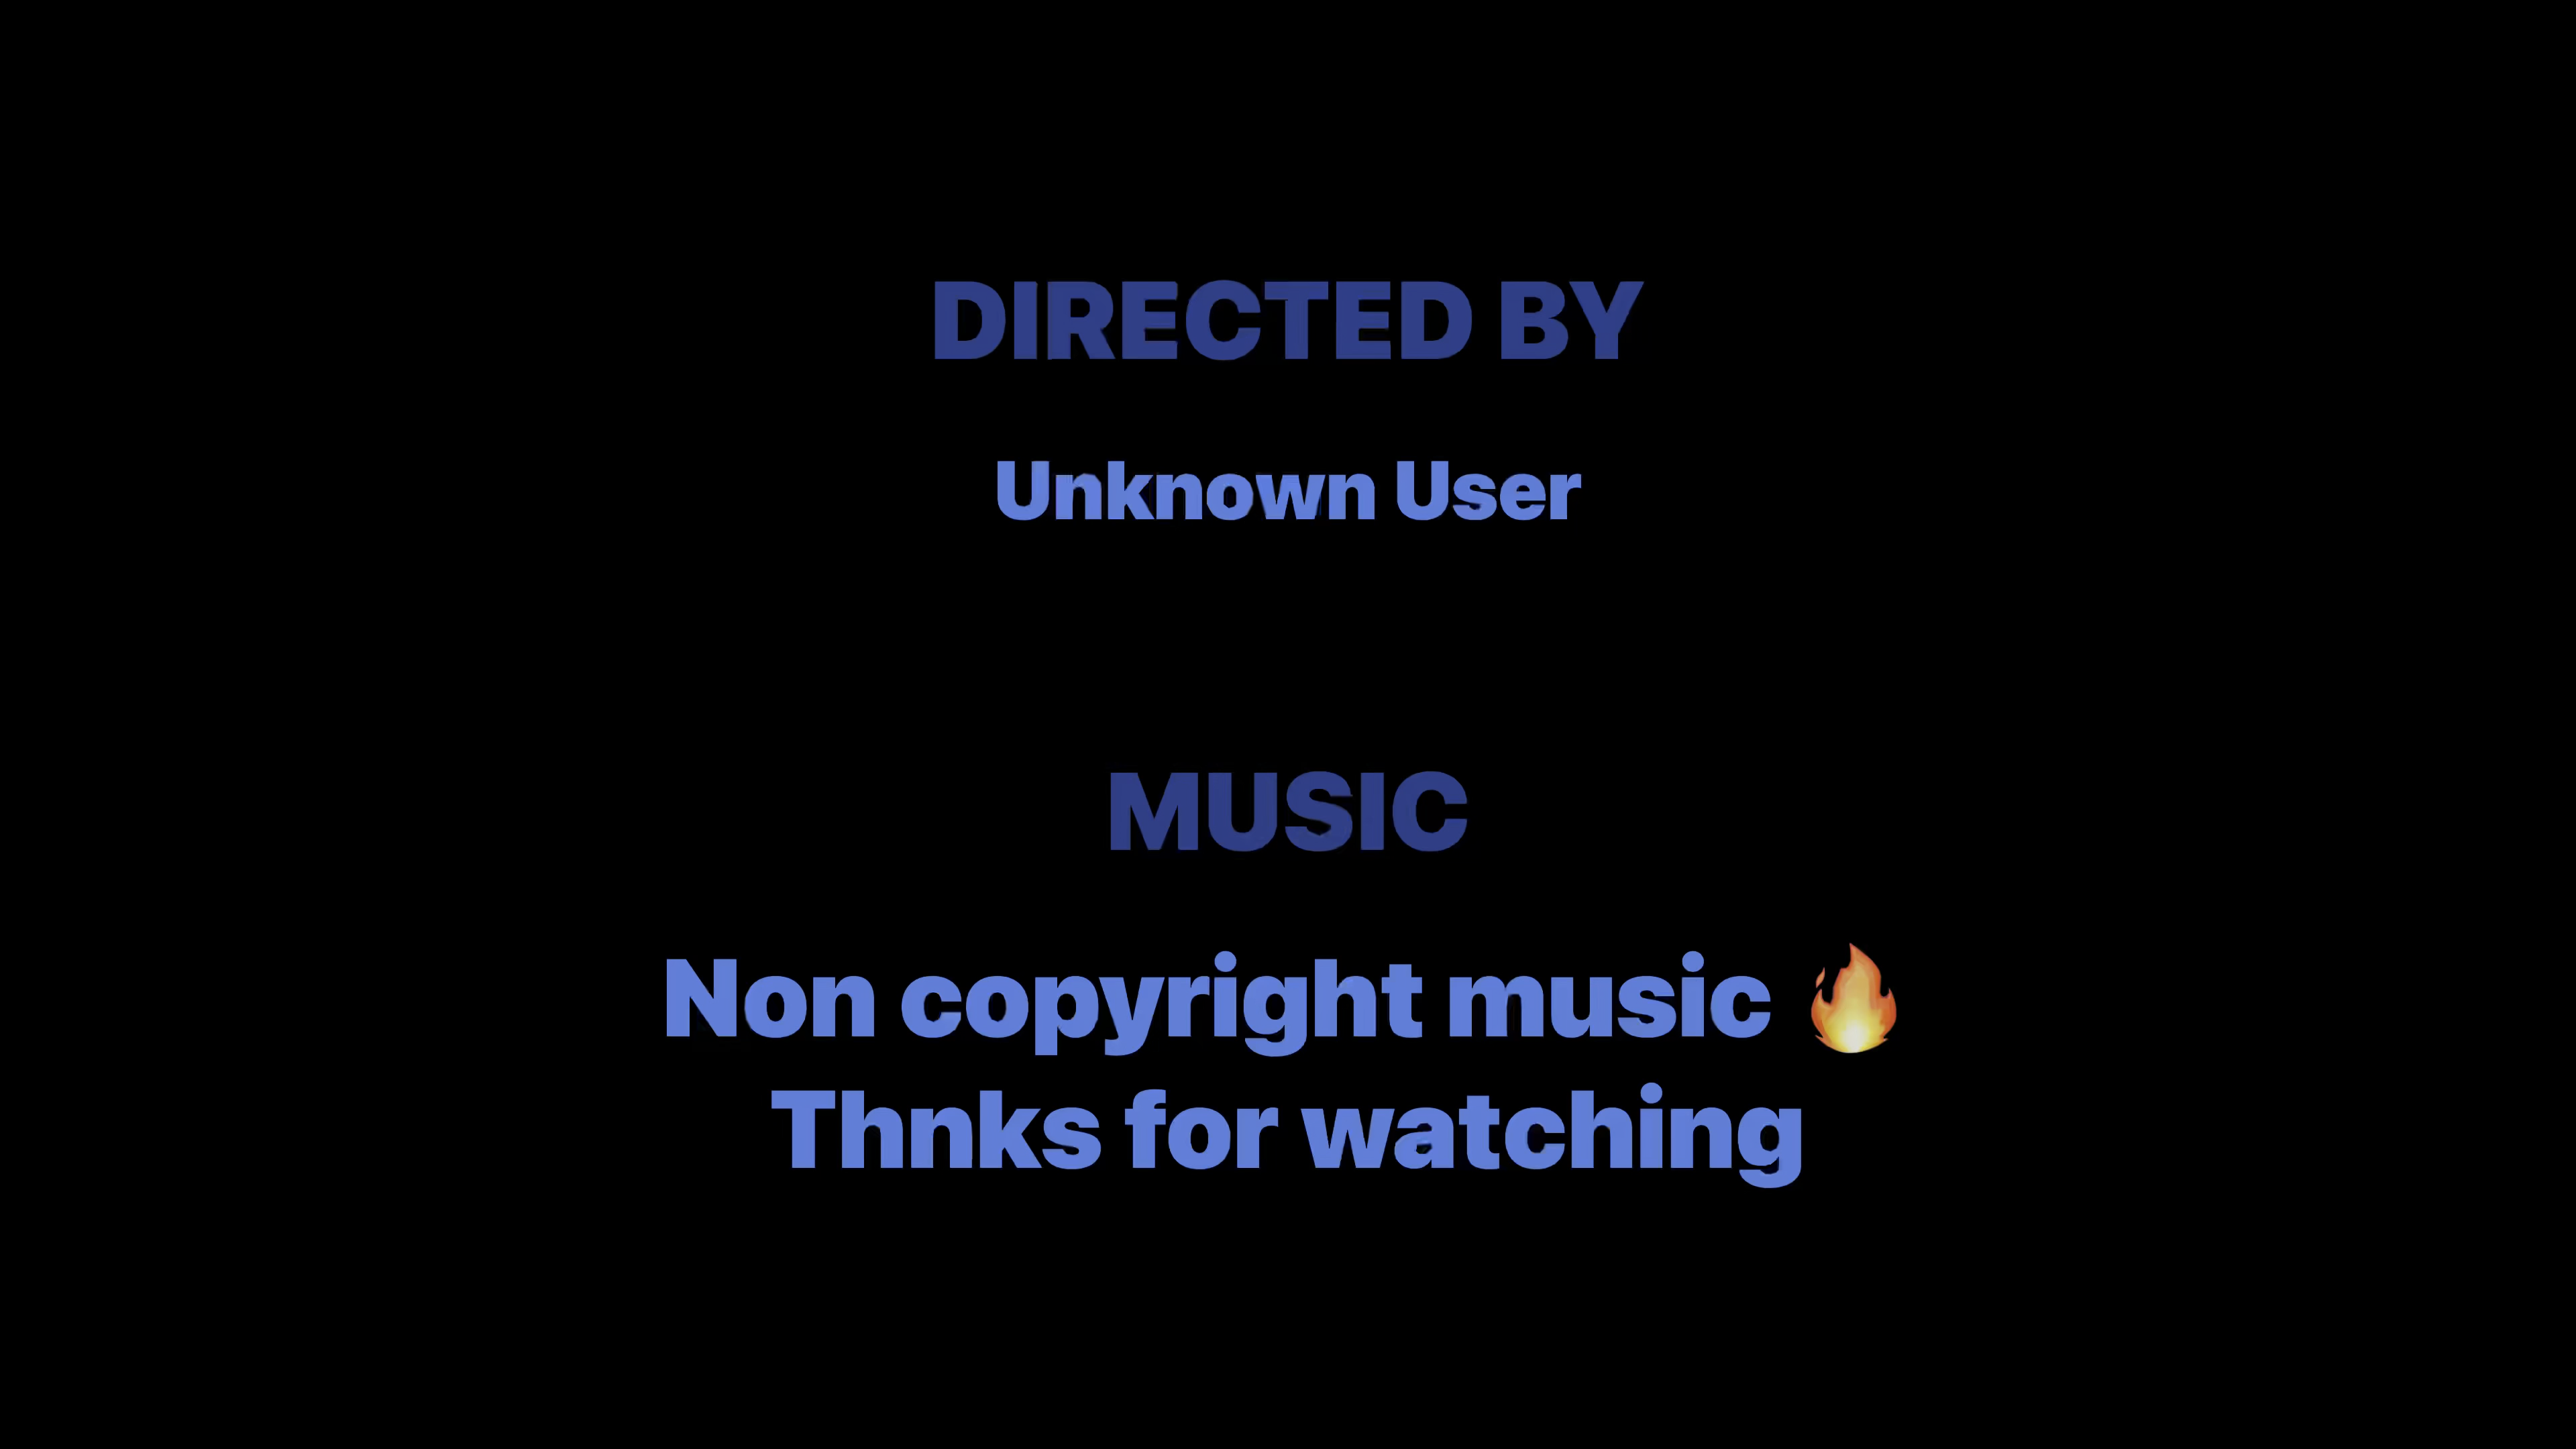 DIRECTED BY
Unknown User
MUSIC
Non copyright music 🔥
Thnks for watching